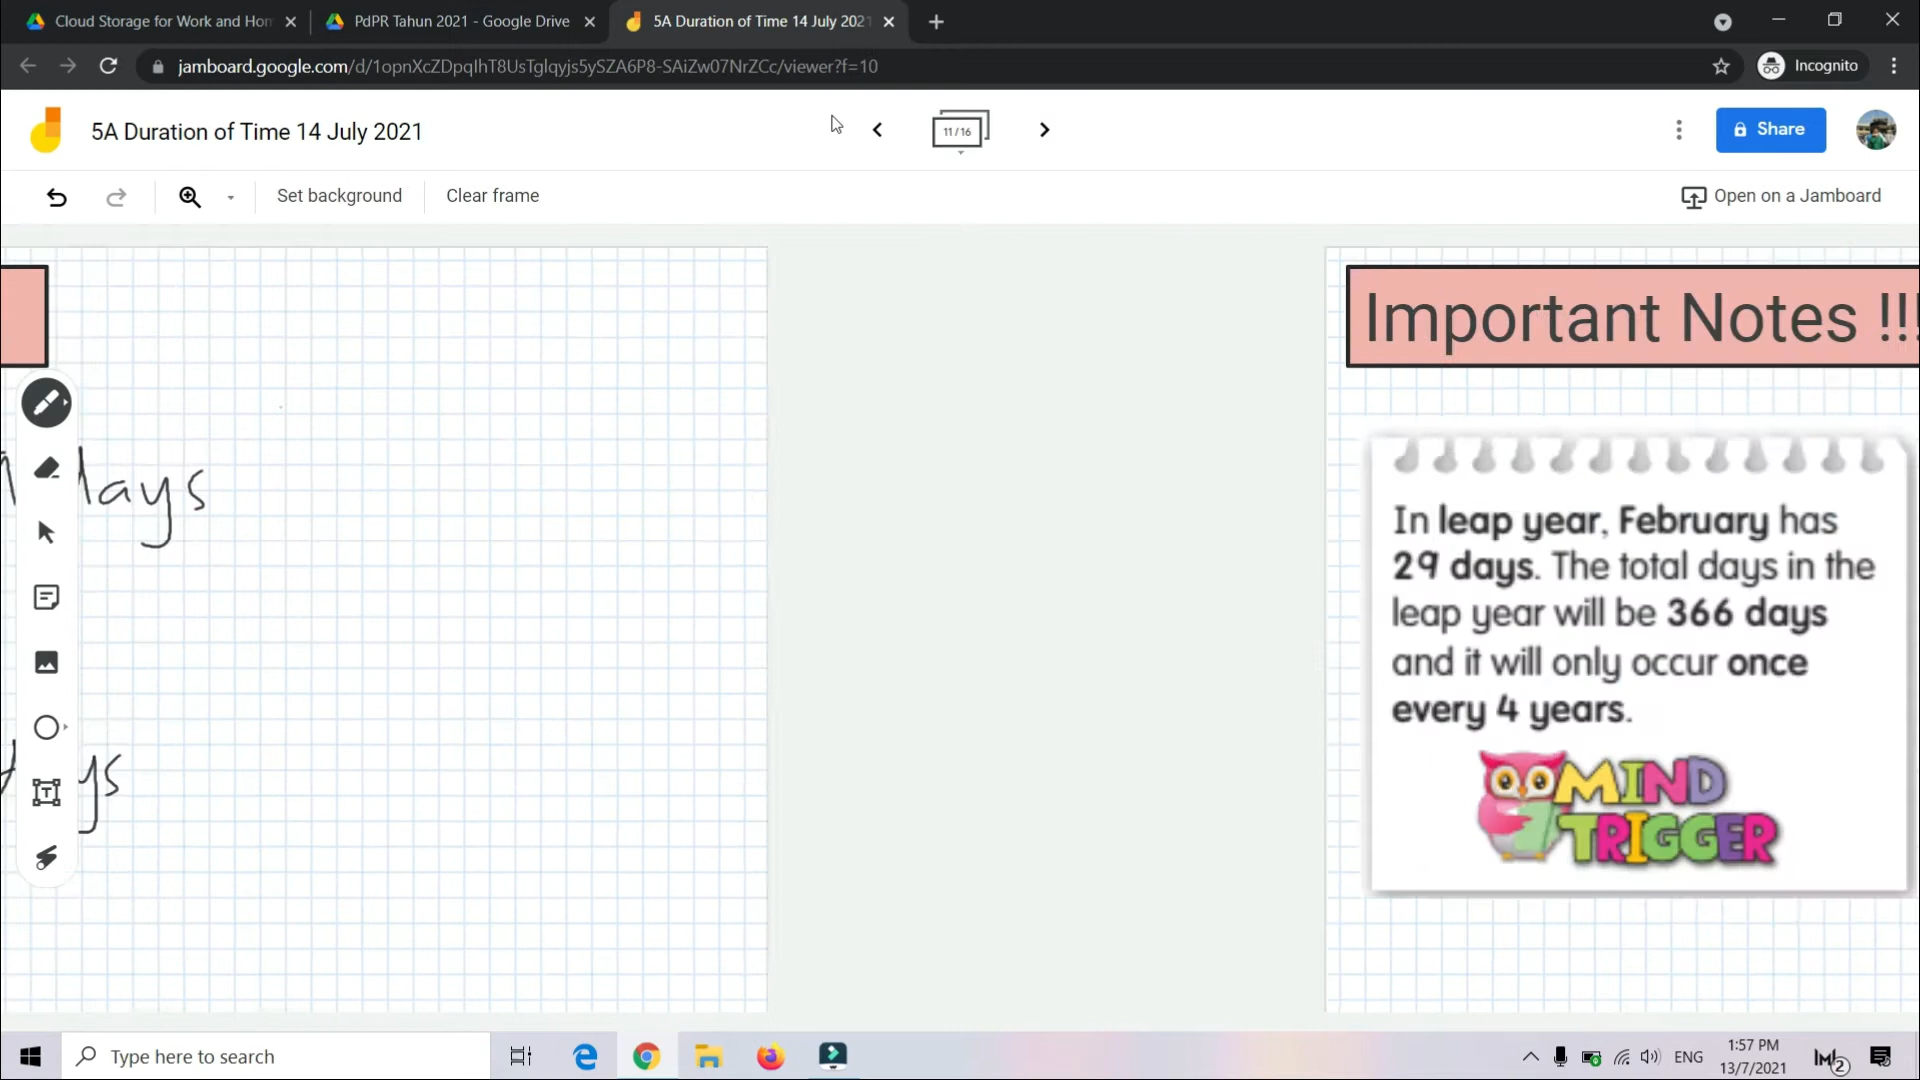 Cloud Storage for Work and Hom
PdPR Tahun 2021 - Google Drive
5A Duration of Time 14 July 2021
jamboard.google.com/d/1opnXcZDpqlhT8UsTglqyjs5ySZA6P8-SAiZw07NrZCc/viewer?f=10
Incognito
5A Duration of Time 14 July 2021
11/16
Share
Set background
Clear frame
Open on a Jamboard
days
ys
Important Notes !!!
In leap year, February has
29 days. The total days in the
leap year will be 366 days
and it will only occur once
every 4 years.
MIND
TRIGGER
Type here to search
ENG
1:57 PM
13/7/2021
2